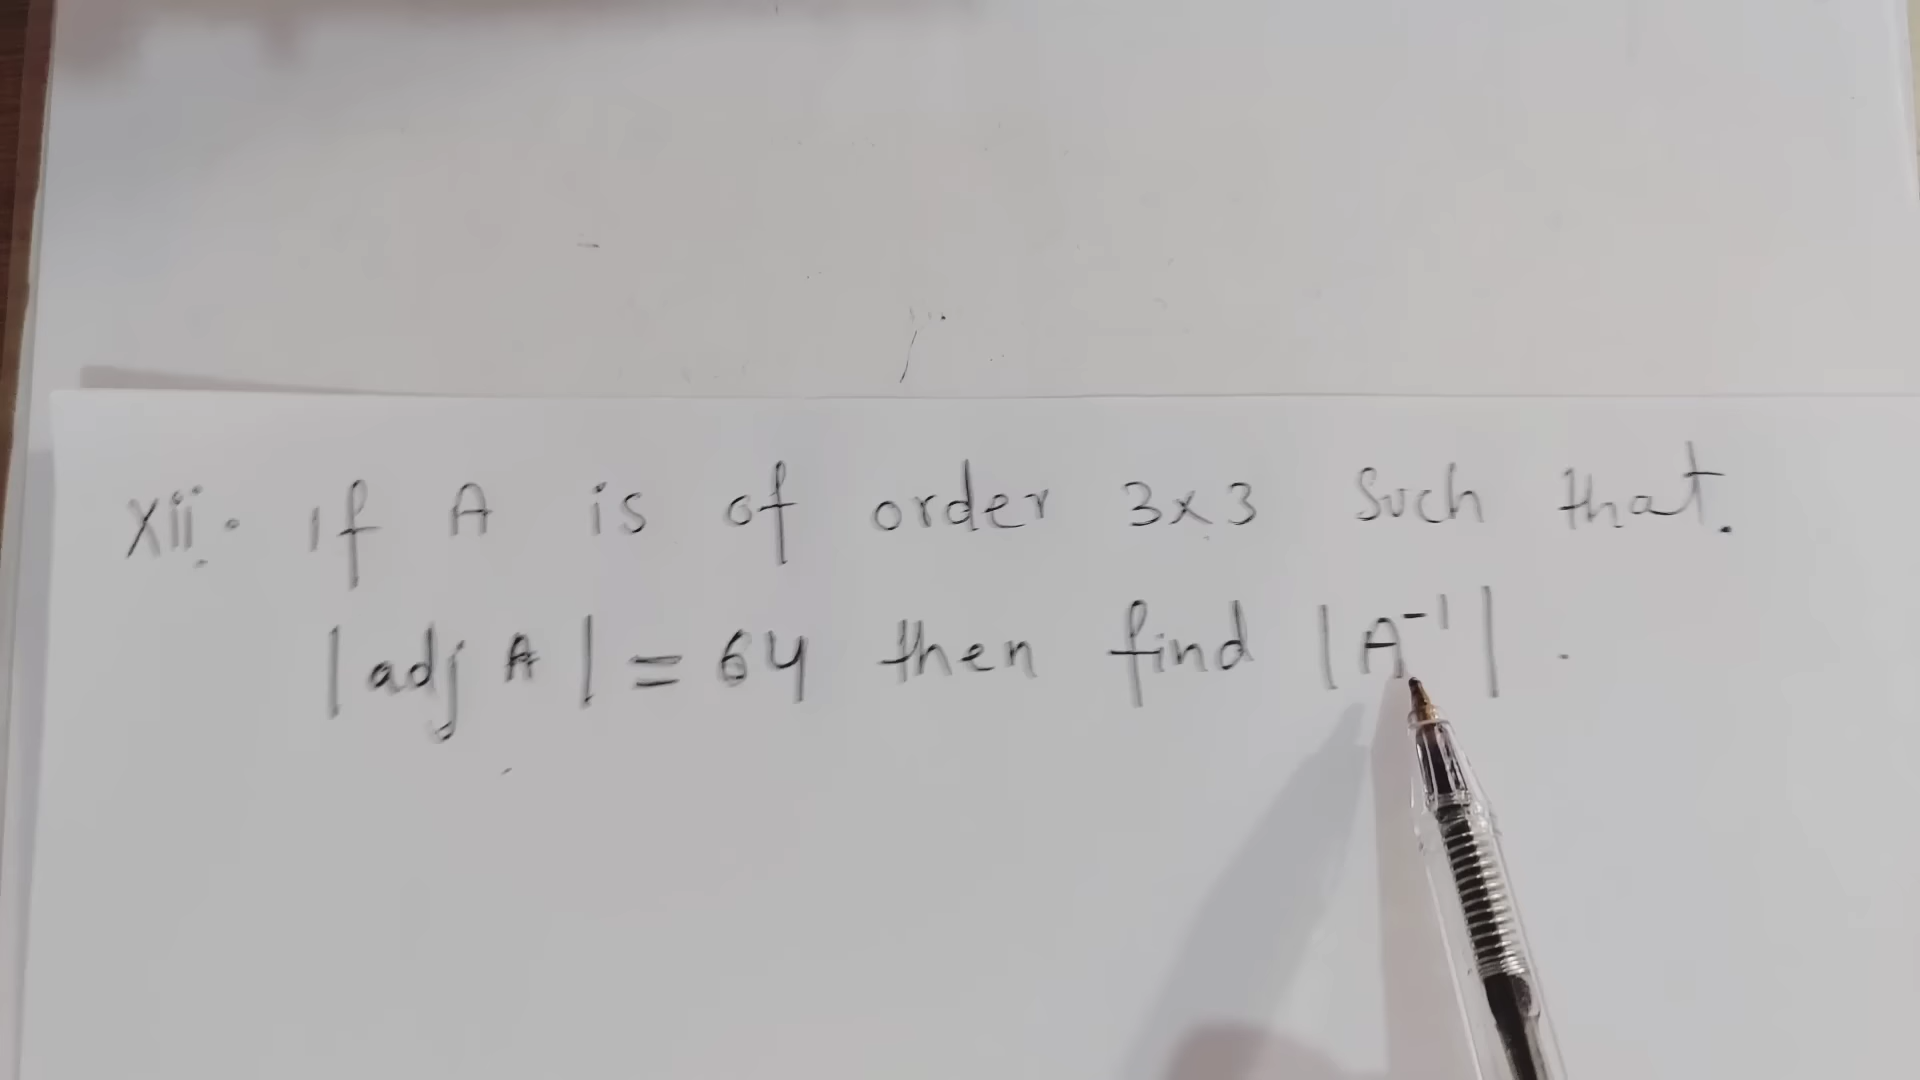 Xii. If A is of order 3x3 Such that.
|adj A| = 64 then find |A⁻¹| .